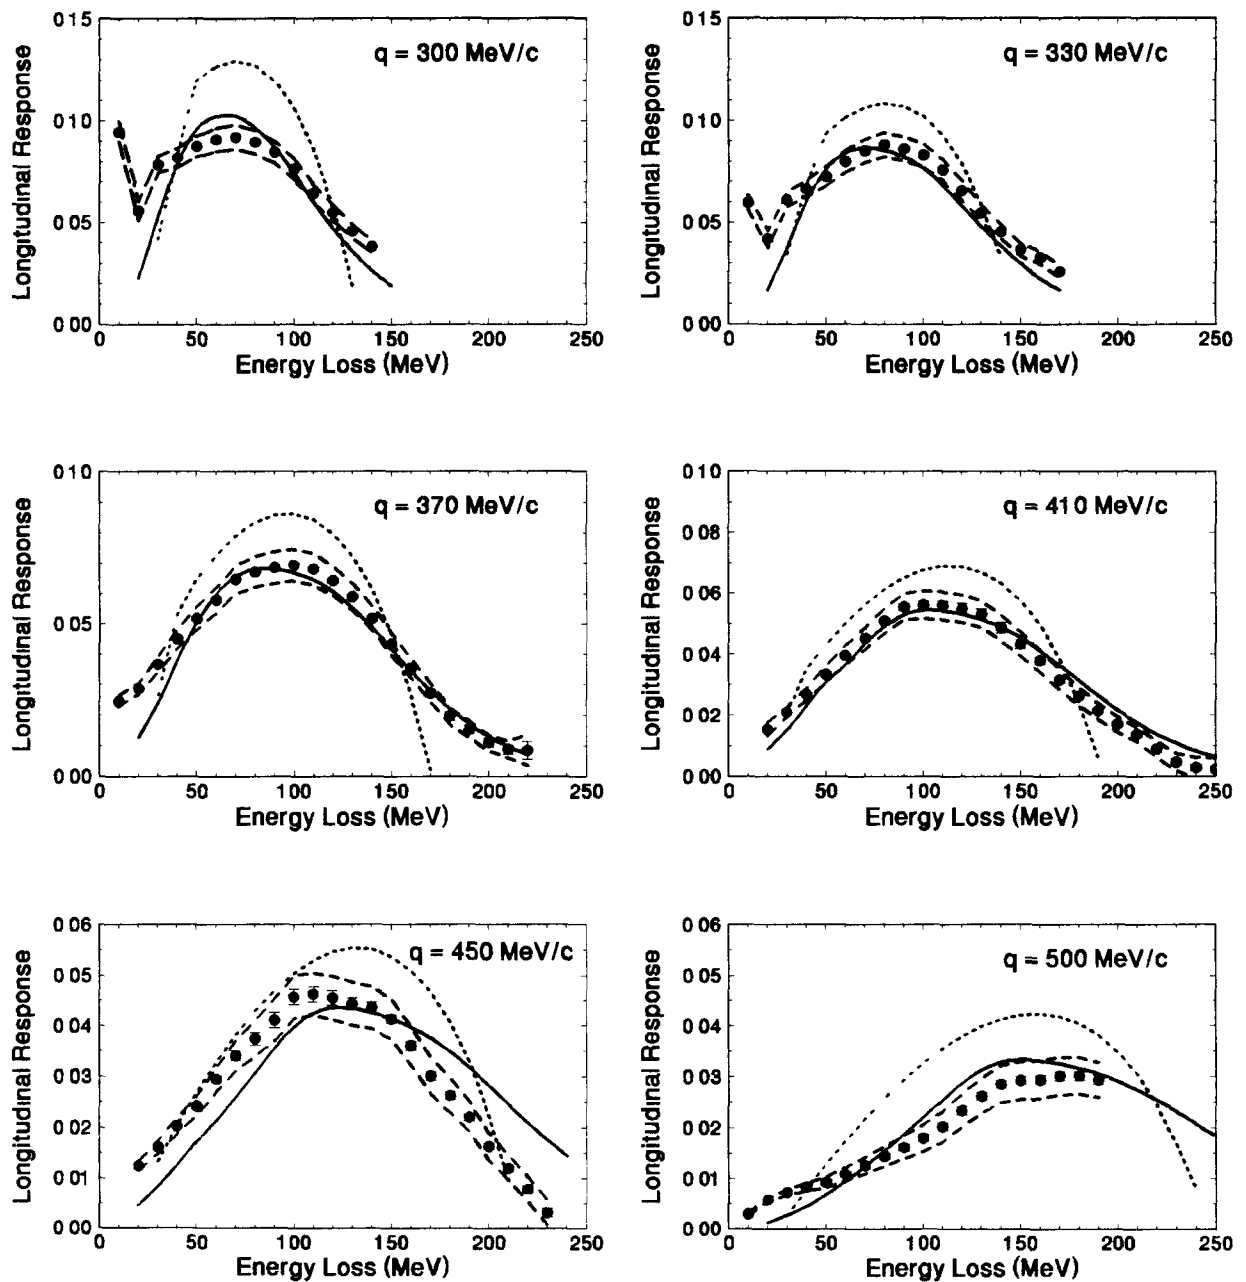 q = 300 MeV/c
Longitudinal Response
0 15
0 10
0 05
0 00
0 50 100 150 200 250
Energy Loss (MeV)
q = 330 MeV/c
Longitudinal Response
0 15
0 10
0 05
0 00
0 50 100 150 200 250
Energy Loss (MeV)
q = 370 MeV/c
Longitudinal Response
0 10
0 05
0 00
0 50 100 150 200 250
Energy Loss (MeV)
q = 410 MeV/c
Longitudinal Response
0 10
0 08
0 06
0 04
0 02
0 00
0 50 100 150 200 250
Energy Loss (MeV)
q = 450 MeV/c
Longitudinal Response
0 06
0 05
0 04
0 03
0 02
0 01
0 00
0 50 100 150 200 250
Energy Loss (MeV)
q = 500 MeV/c
Longitudinal Response
0 06
0 05
0 04
0 03
0 02
0 01
0 00
0 50 100 150 200 250
Energy Loss (MeV)